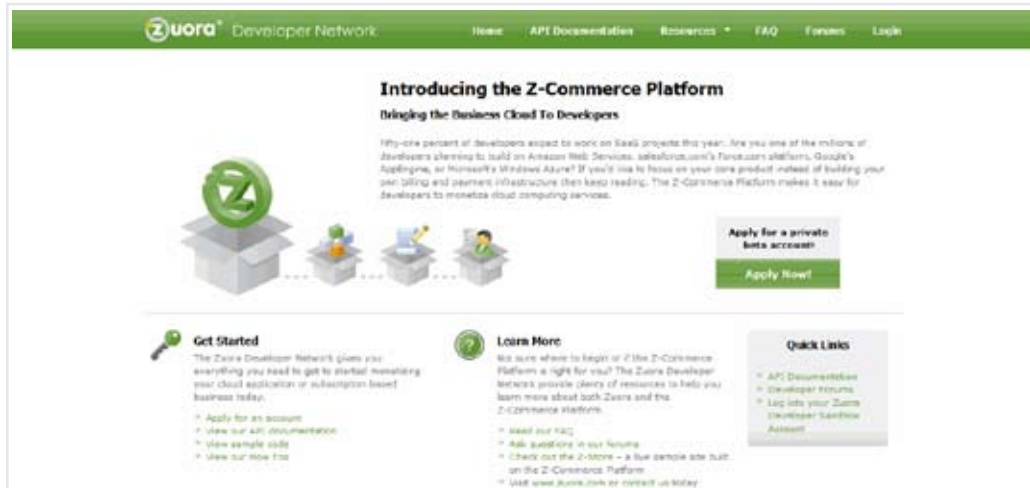 Zuora Developer Network
Home API Documentation Resources FAQ Forums Login
Introducing the Z-Commerce Platform
Bringing the Business Cloud To Developers
Fifty-one percent of developers expect to work on SaaS projects this year. Are you one of the millions of
developers planning to build on Amazon Web Services, salesforce.com's Force.com platform, Google's
AppEngine, or Microsoft's Windows Azure? If you'd like to focus on your core product instead of building your
own billing and payment infrastructure then keep reading. The Z-Commerce Platform makes it easy for
developers to monetize cloud computing services.
Apply for a private
beta account!
Apply Now!
Get Started
The Zuora Developer Network gives you
everything you need to get to started monetizing
your cloud application or subscription based
business today.
Apply for an account
View our API documentation
View sample code
View our How Tos
Learn More
Not sure where to begin or if the Z-Commerce
Platform is right for you? The Zuora Developer
Network provide plenty of resources to help you
learn more about both Zuora and the
Z-Commerce Platform.
Read our FAQ
Ask questions in our forums
Check out the Z-Store – a live sample site built
on the Z-Commerce Platform
Visit www.zuora.com or contact us today
Quick Links
API Documentation
Developer Forums
Log into your Zuora
Developer Sandbox
Account